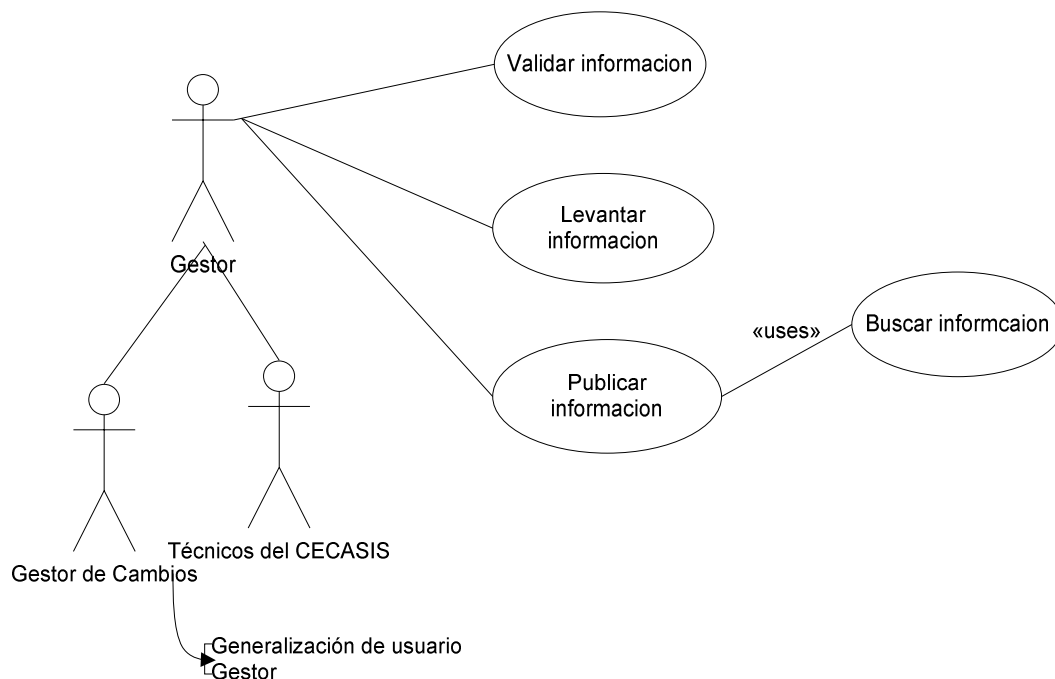 Validar informacion
Levantar
informacion
Gestor
«uses»
Buscar informcaion
Publicar
informacion
Técnicos del CECASIS
Gestor de Cambios
Generalización de usuario
Gestor